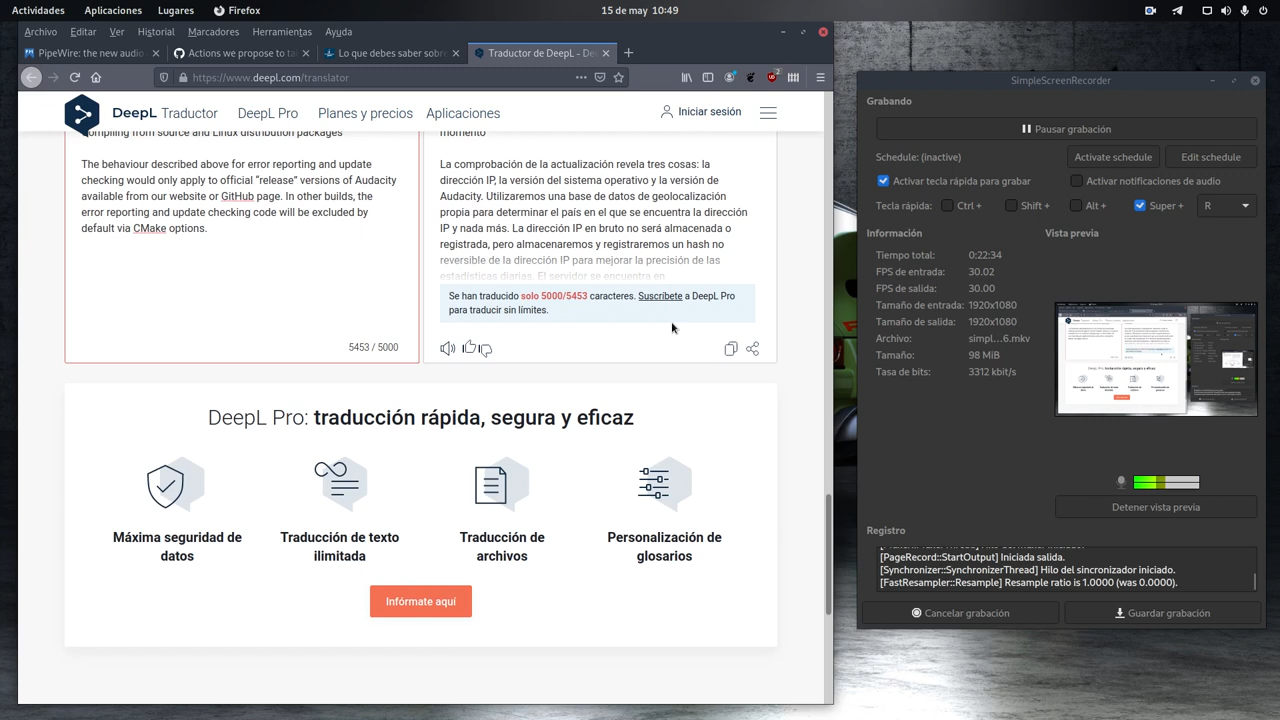 Actividades
Aplicaciones
Lugares
Firefox
15 de may 10:49
Archivo Editar Ver Historial Marcadores Herramientas Ayuda
PipeWire: the new audio
Actions we propose to ta
Lo que debes saber sobre
Traductor de DeepL - De
https://www.deepl.com/translator
DeepL Traductor
DeepL Pro
Planes y precios
Aplicaciones
Iniciar sesión
Compiling from source and Linux distribution packages
The behaviour described above for error reporting and update
checking would only apply to official “release” versions of Audacity
available from our website or GitHub page. In other builds, the
error reporting and update checking code will be excluded by
default via CMake options.
5453 / 5000
momento
La comprobación de la actualización revela tres cosas: la
dirección IP, la versión del sistema operativo y la versión de
Audacity. Utilizaremos una base de datos de geolocalización
propia para determinar el país en el que se encuentra la dirección
IP y nada más. La dirección IP en bruto no será almacenada o
registrada, pero almacenaremos y registraremos un hash no
reversible de la dirección IP para mejorar la precisión de las
estadísticas diarias. El servidor se encuentra en
Se han traducido solo 5000/5453 caracteres. Suscríbete a DeepL Pro
para traducir sin límites.
DeepL Pro: traducción rápida, segura y eficaz
Máxima seguridad de
datos
Traducción de texto
ilimitada
Traducción de
archivos
Personalización de
glosarios
Infórmate aquí
SimpleScreenRecorder
Grabando
Pausar grabación
Schedule: (inactive)
Activate schedule
Edit schedule
Activar tecla rápida para grabar
Activar notificaciones de audio
Tecla rápida:
Ctrl +
Shift +
Alt +
Super +
R
Información
Tiempo total: 0:22:34
FPS de entrada: 30.02
FPS de salida: 30.00
Tamaño de entrada: 1920x1080
Tamaño de salida: 1920x1080
Archivo: simpl...6.mkv
Tamaño: 98 MiB
Tasa de bits: 3312 kbit/s
Vista previa
Detener vista previa
Registro
[PageRecord::StartOutput] Iniciada salida.
[Synchronizer::SynchronizerThread] Hilo del sincronizador iniciado.
[FastResampler::Resample] Resample ratio is 1.0000 (was 0.0000).
Cancelar grabación
Guardar grabación